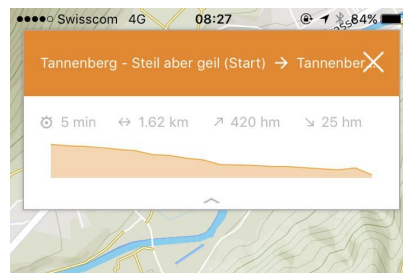 Swisscom 4G 08:27 84%
Tannenberg - Steil aber geil (Start) → Tannenber...
5 min ↔ 1.62 km ↗ 420 hm ↘ 25 hm